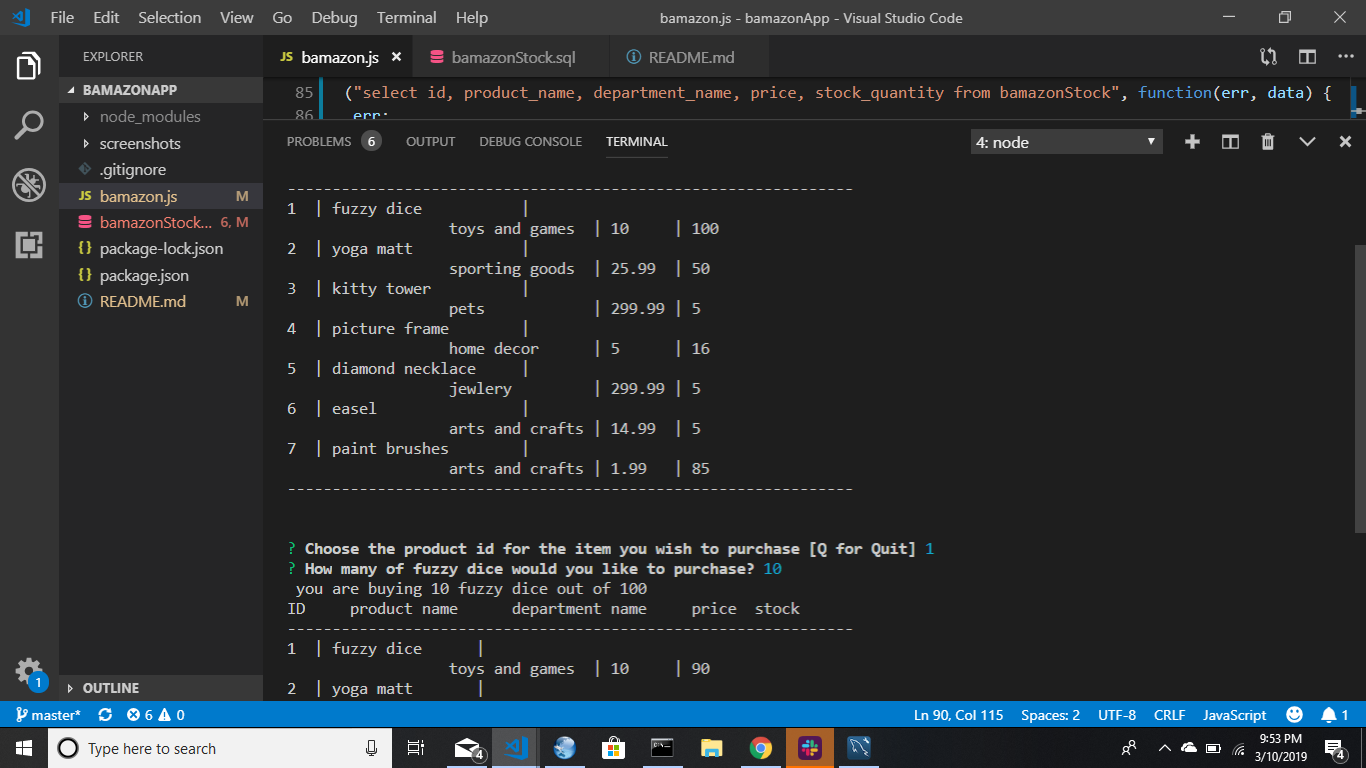 File Edit Selection View Go Debug Terminal Help bamazon.js - bamazonApp - Visual Studio Code
EXPLORER
BAMAZONAPP
node_modules
screenshots
.gitignore
JS bamazon.js M
bamazonStock... 6, M
{} package-lock.json
{} package.json
README.md M
OUTLINE
JS bamazon.js × bamazonStock.sql README.md
85 ("select id, product_name, department_name, price, stock_quantity from bamazonStock", function(err, data) {
86 err;
PROBLEMS 6 OUTPUT DEBUG CONSOLE TERMINAL 4: node
---------------------------------------------------------------
1 | fuzzy dice |
toys and games | 10 | 100
2 | yoga matt |
sporting goods | 25.99 | 50
3 | kitty tower |
pets | 299.99 | 5
4 | picture frame |
home decor | 5 | 16
5 | diamond necklace |
jewlery | 299.99 | 5
6 | easel |
arts and crafts | 14.99 | 5
7 | paint brushes |
arts and crafts | 1.99 | 85
---------------------------------------------------------------
? Choose the product id for the item you wish to purchase [Q for Quit] 1
? How many of fuzzy dice would you like to purchase? 10
you are buying 10 fuzzy dice out of 100
ID product name department name price stock
---------------------------------------------------------------
1 | fuzzy dice |
toys and games | 10 | 90
2 | yoga matt |
1
master* 6 0 Ln 90, Col 115 Spaces: 2 UTF-8 CRLF JavaScript 1
Type here to search 4 9:53 PM
3/10/2019 4